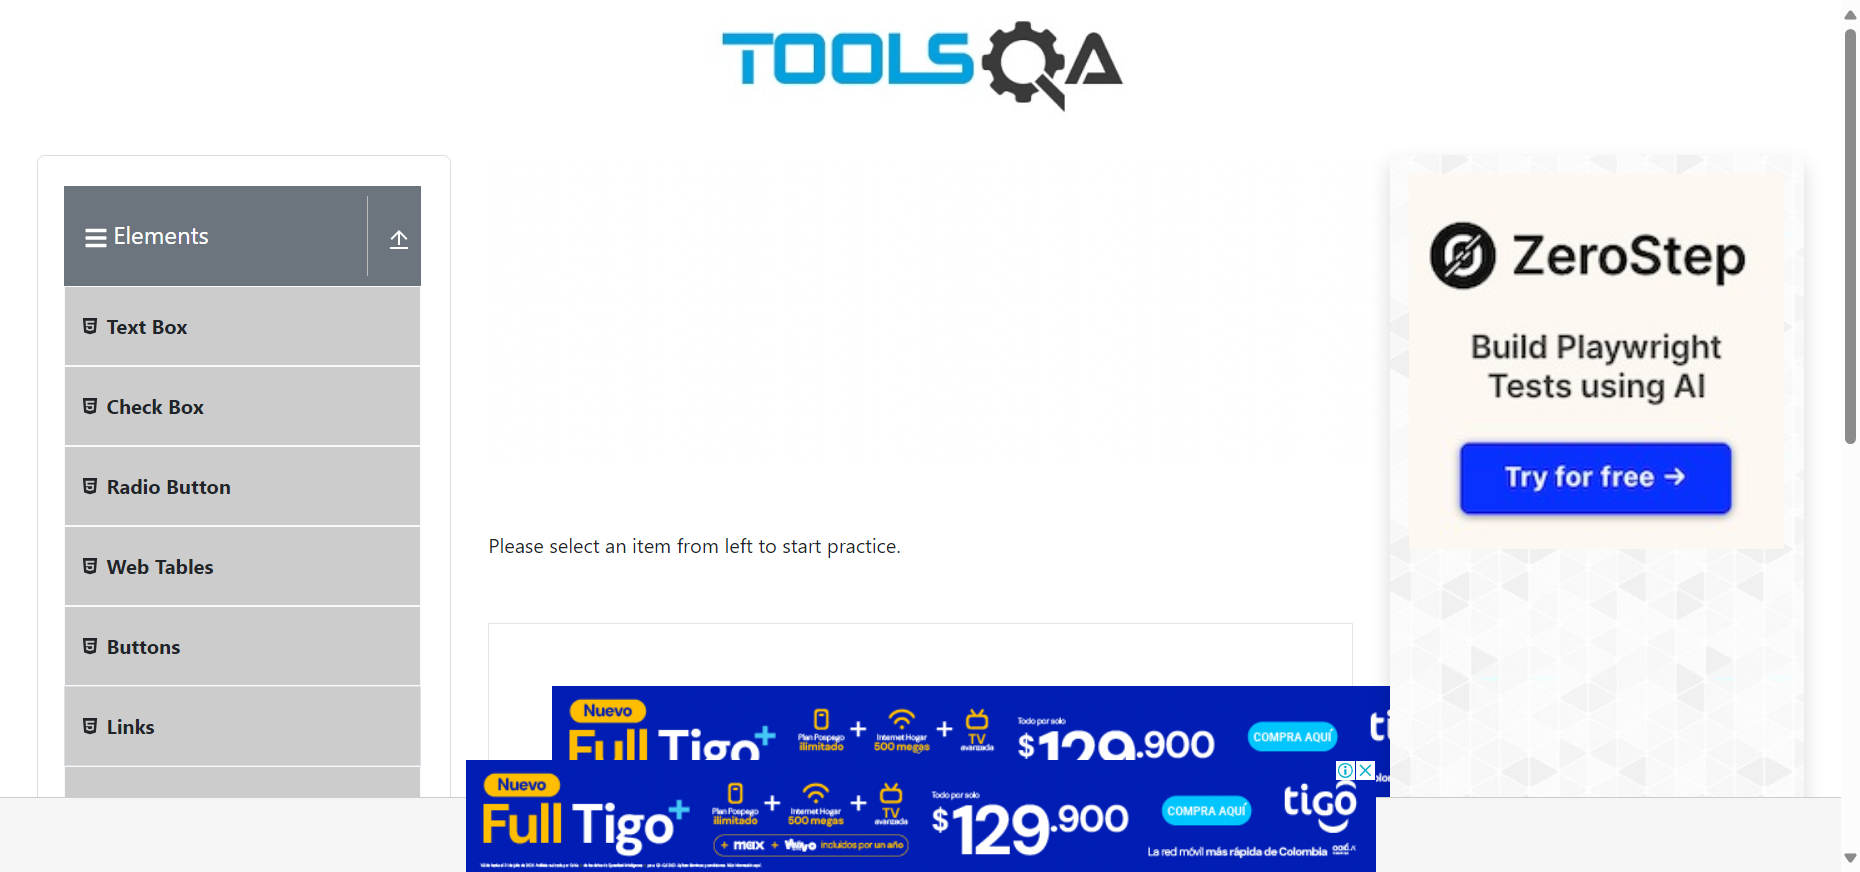 TOOLSQA
Elements
Text Box
Check Box
Radio Button
Web Tables
Buttons
Links
Please select an item from left to start practice.
ZeroStep
Build Playwright
Tests using AI
Try for free →
Nuevo
Full Tigo+
Plan Pospago
ilimitado
+
Internet Hogar
500 megas
+
TV
avanzada
Todo por solo
$129.900
COMPRA AQUÍ
Nuevo
Full Tigo+
Plan Pospago
ilimitado
+
Internet Hogar
500 megas
+
TV
avanzada
+ max + incluidos por un año
Todo por solo
$129.900
COMPRA AQUÍ
tigo
La red móvil más rápida de Colombia